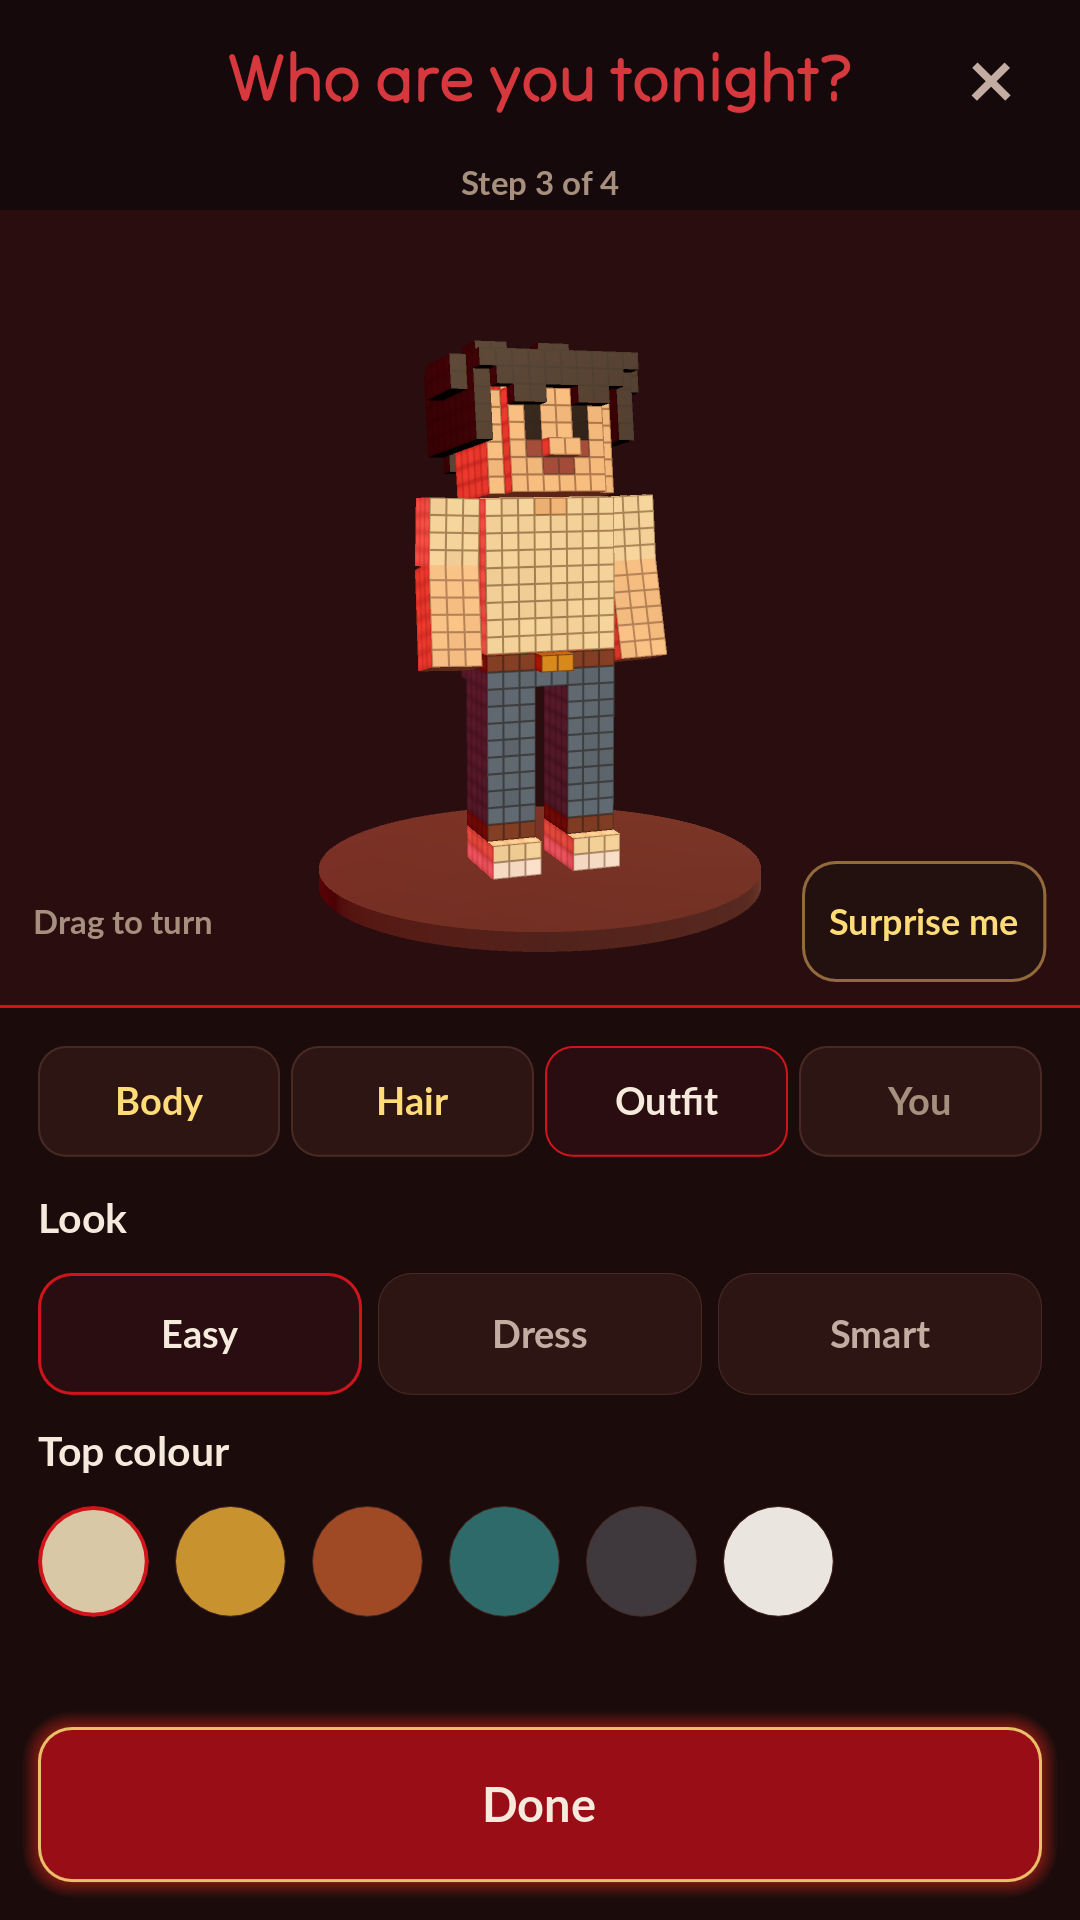 Who are you tonight?
Step 3 of 4
Drag to turn
Surprise me
Body
Hair
Outfit
You
Look
Easy
Dress
Smart
Top colour
Done